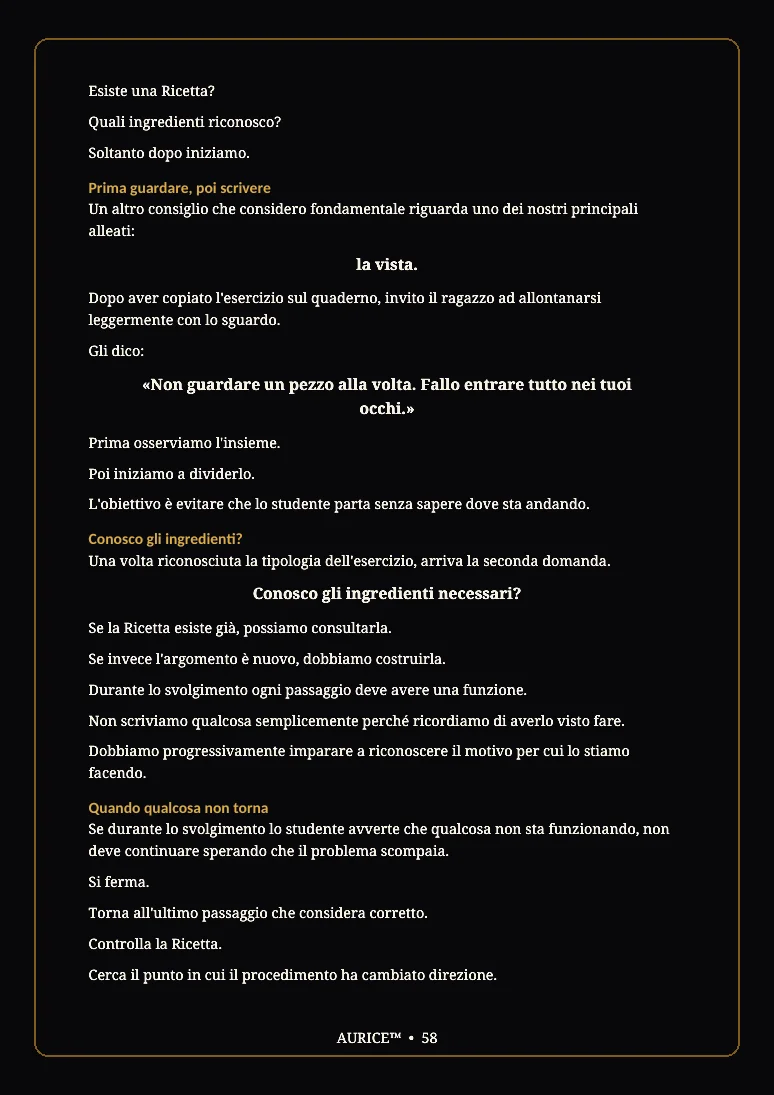 Esiste una Ricetta?
Quali ingredienti riconosco?
Soltanto dopo iniziamo.
Prima guardare, poi scrivere
Un altro consiglio che considero fondamentale riguarda uno dei nostri principali
alleati:
la vista.
Dopo aver copiato l'esercizio sul quaderno, invito il ragazzo ad allontanarsi
leggermente con lo sguardo.
Gli dico:
«Non guardare un pezzo alla volta. Fallo entrare tutto nei tuoi
occhi.»
Prima osserviamo l'insieme.
Poi iniziamo a dividerlo.
L'obiettivo è evitare che lo studente parta senza sapere dove sta andando.
Conosco gli ingredienti?
Una volta riconosciuta la tipologia dell'esercizio, arriva la seconda domanda.
Conosco gli ingredienti necessari?
Se la Ricetta esiste già, possiamo consultarla.
Se invece l'argomento è nuovo, dobbiamo costruirla.
Durante lo svolgimento ogni passaggio deve avere una funzione.
Non scriviamo qualcosa semplicemente perché ricordiamo di averlo visto fare.
Dobbiamo progressivamente imparare a riconoscere il motivo per cui lo stiamo
facendo.
Quando qualcosa non torna
Se durante lo svolgimento lo studente avverte che qualcosa non sta funzionando, non
deve continuare sperando che il problema scompaia.
Si ferma.
Torna all'ultimo passaggio che considera corretto.
Controlla la Ricetta.
Cerca il punto in cui il procedimento ha cambiato direzione.
AURICE™ • 58